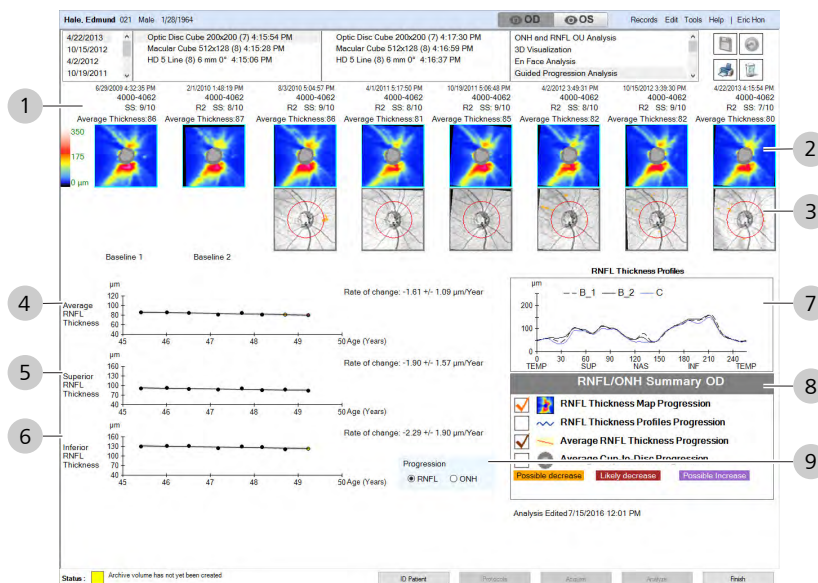 Hale, Edmund 021 Male 1/28/1964 OD OS Records Edit Tools Help | Eric Hon
4/22/2013
10/15/2012
4/2/2012
10/19/2011
Optic Disc Cube 200x200 (7) 4:15:54 PM
Macular Cube 512x128 (8) 4:15:28 PM
HD 5 Line (8) 6 mm 0° 4:15:06 PM
Optic Disc Cube 200x200 (7) 4:17:30 PM
Macular Cube 512x128 (8) 4:16:59 PM
HD 5 Line (8) 6 mm 0° 4:16:37 PM
ONH and RNFL OU Analysis
3D Visualization
En Face Analysis
Guided Progression Analysis
1
6/29/2009 4:32:35 PM
4000-4062
SS: 9/10
Average Thickness:86
2/1/2010 1:48:19 PM
4000-4062
R2 SS: 9/10
Average Thickness:87
8/3/2010 5:04:57 PM
4000-4062
R2 SS: 9/10
Average Thickness:86
4/1/2011 5:17:50 PM
4000-4062
R2 SS: 8/10
Average Thickness:81
10/19/2011 5:06:48 PM
4000-4062
R2 SS: 9/10
Average Thickness:85
4/2/2012 3:49:31 PM
4000-4062
R2 SS: 8/10
Average Thickness:82
10/15/2012 3:39:30 PM
4000-4062
R2 SS: 9/10
Average Thickness:82
4/22/2013 4:15:54 PM
4000-4062
R2 SS: 7/10
Average Thickness:80
350
175
0 µm
2
3
Baseline 1 Baseline 2
4
Average
RNFL
Thickness
µm
120
100
80
60
40
45 46 47 48 49 50 Age (Years)
Rate of change: -1.61 +/- 1.09 µm/Year
5
Superior
RNFL
Thickness
µm
160
130
100
70
40
45 46 47 48 49 50 Age (Years)
Rate of change: -1.90 +/- 1.57 µm/Year
6
Inferior
RNFL
Thickness
µm
160
130
100
70
40
45 46 47 48 49 50 Age (Years)
Rate of change: -2.29 +/- 1.90 µm/Year
Progression
RNFL ONH
RNFL Thickness Profiles
µm
B_1 B_2 C
200
100
0
0 30 60 90 120 150 180 210 240
TEMP SUP NAS INF TEMP
7
RNFL/ONH Summary OD
8
RNFL Thickness Map Progression
RNFL Thickness Profiles Progression
Average RNFL Thickness Progression
Average Cup-to-Disc Progression
9
Possible decrease Likely decrease Possible Increase
Analysis Edited 7/15/2016 12:01 PM
Status : Archive volume has not yet been created
ID Patient Acquire Analyze Finish